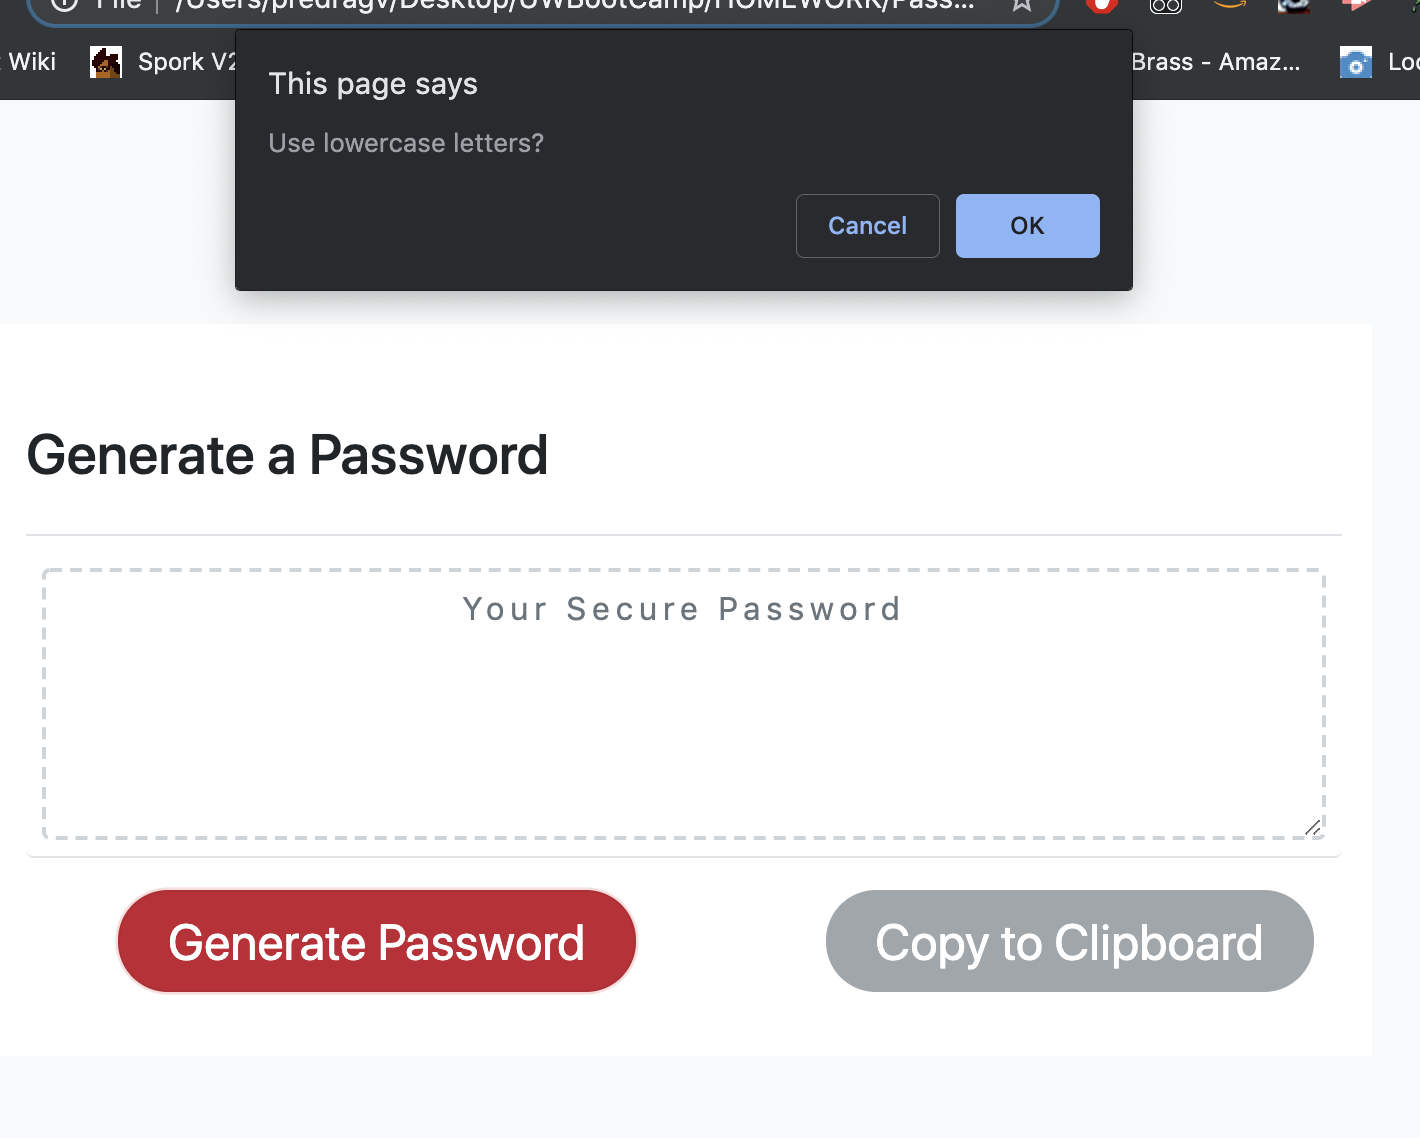 File /Users/predragv/Desktop/UWBootCamp/HOMEWORK/Pass...
Wiki Spork V2 Brass - Amaz... Loc
This page says
Use lowercase letters?
Cancel OK
Generate a Password
Your Secure Password
Generate Password Copy to Clipboard